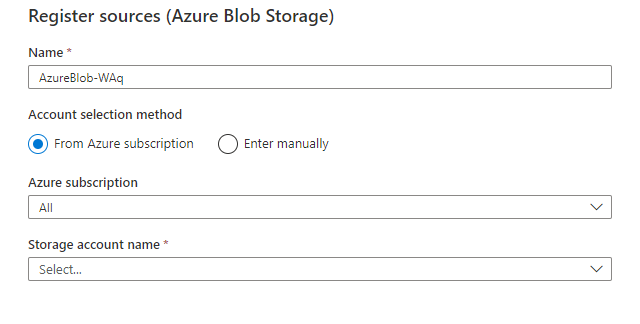 Register sources (Azure Blob Storage)
Name *
AzureBlob-WAq
Account selection method
From Azure subscription Enter manually
Azure subscription
All
Storage account name *
Select...